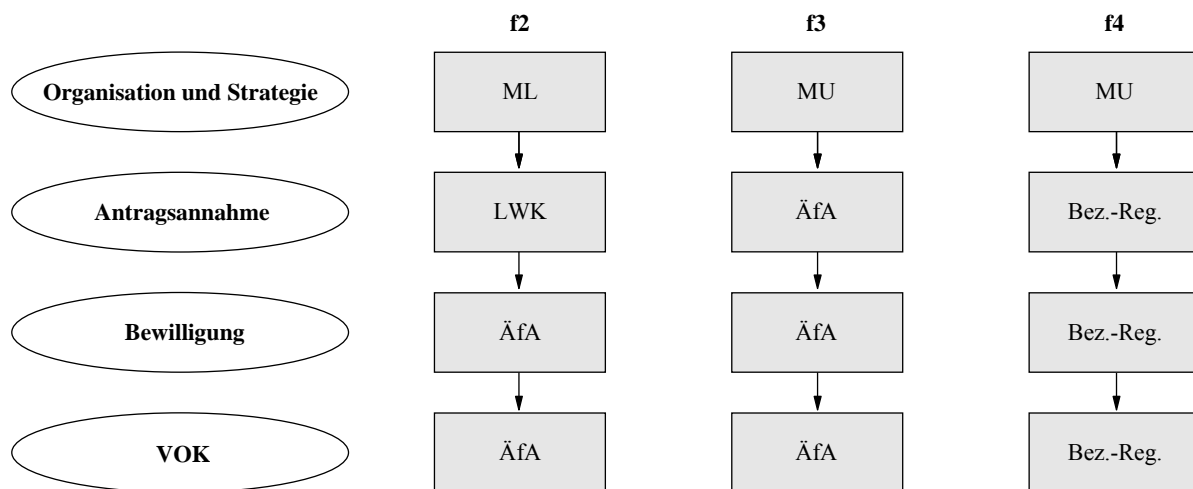 f2 f3 f4
Organisation und Strategie ML MU MU
Antragsannahme LWK ÄfA Bez.-Reg.
Bewilligung ÄfA ÄfA Bez.-Reg.
VOK ÄfA ÄfA Bez.-Reg.